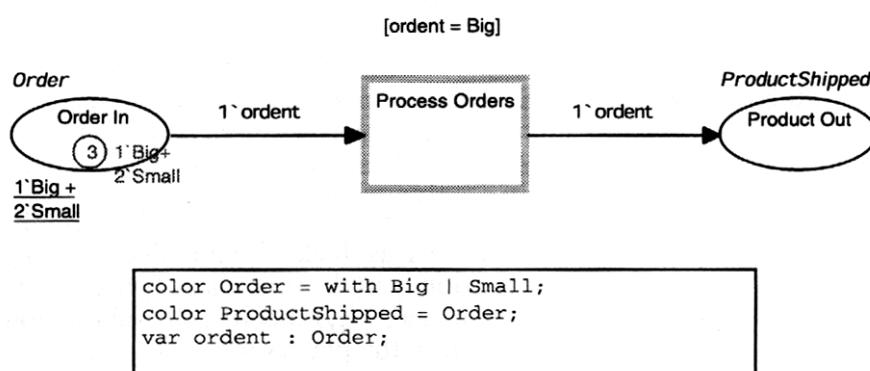 [ordent = Big]
Order
ProductShipped
Order In
1`ordent
Process Orders
1`ordent
Product Out
3
1`Big+
2`Small
1`Big +
2`Small
color Order = with Big | Small;
color ProductShipped = Order;
var ordent : Order;